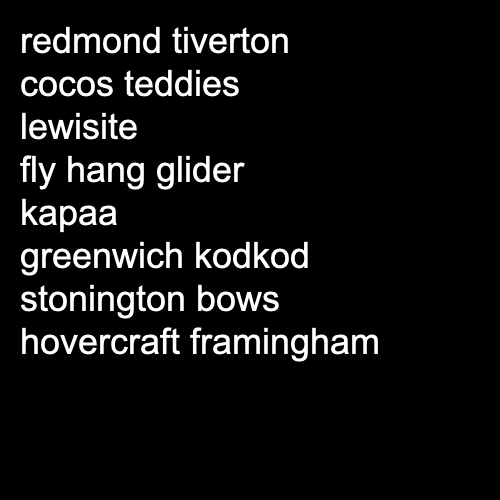 redmond tiverton
cocos teddies
lewisite
fly hang glider
kapaa
greenwich kodkod
stonington bows
hovercraft framingham